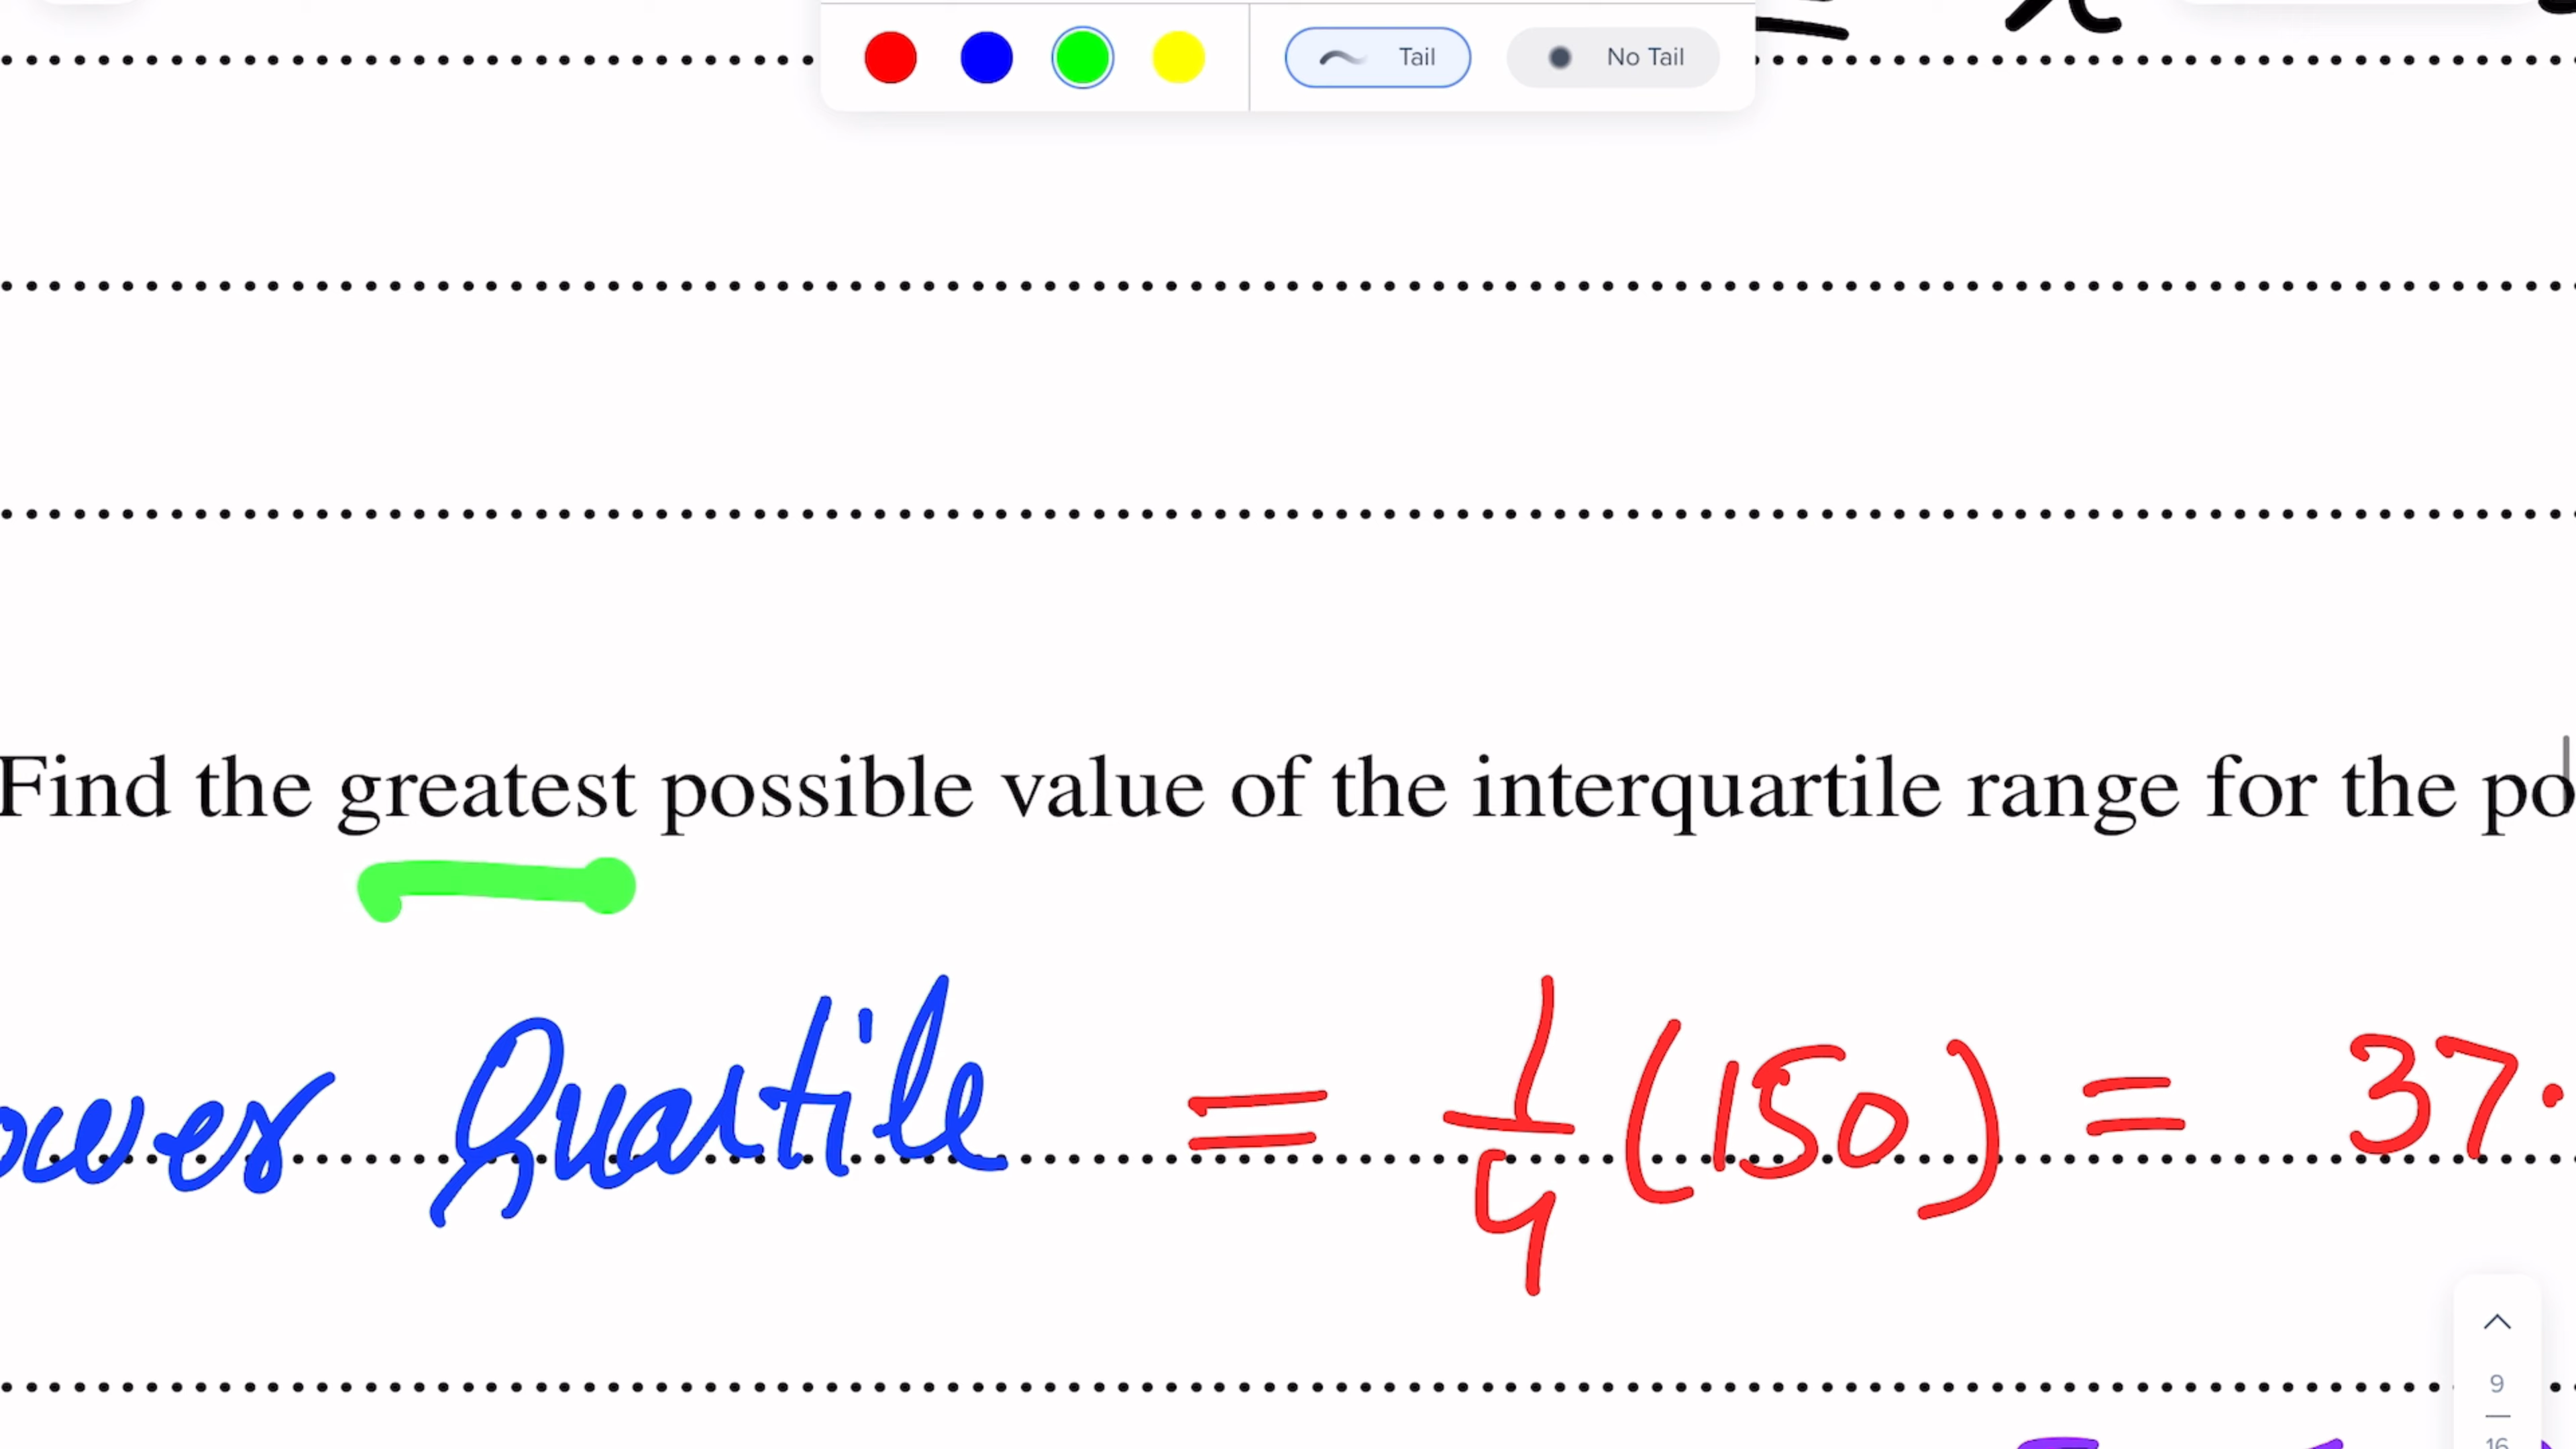 Tail No Tail
Find the greatest possible value of the interquartile range for the po
ower Quartile = 1/4 (150) = 37.
9
16